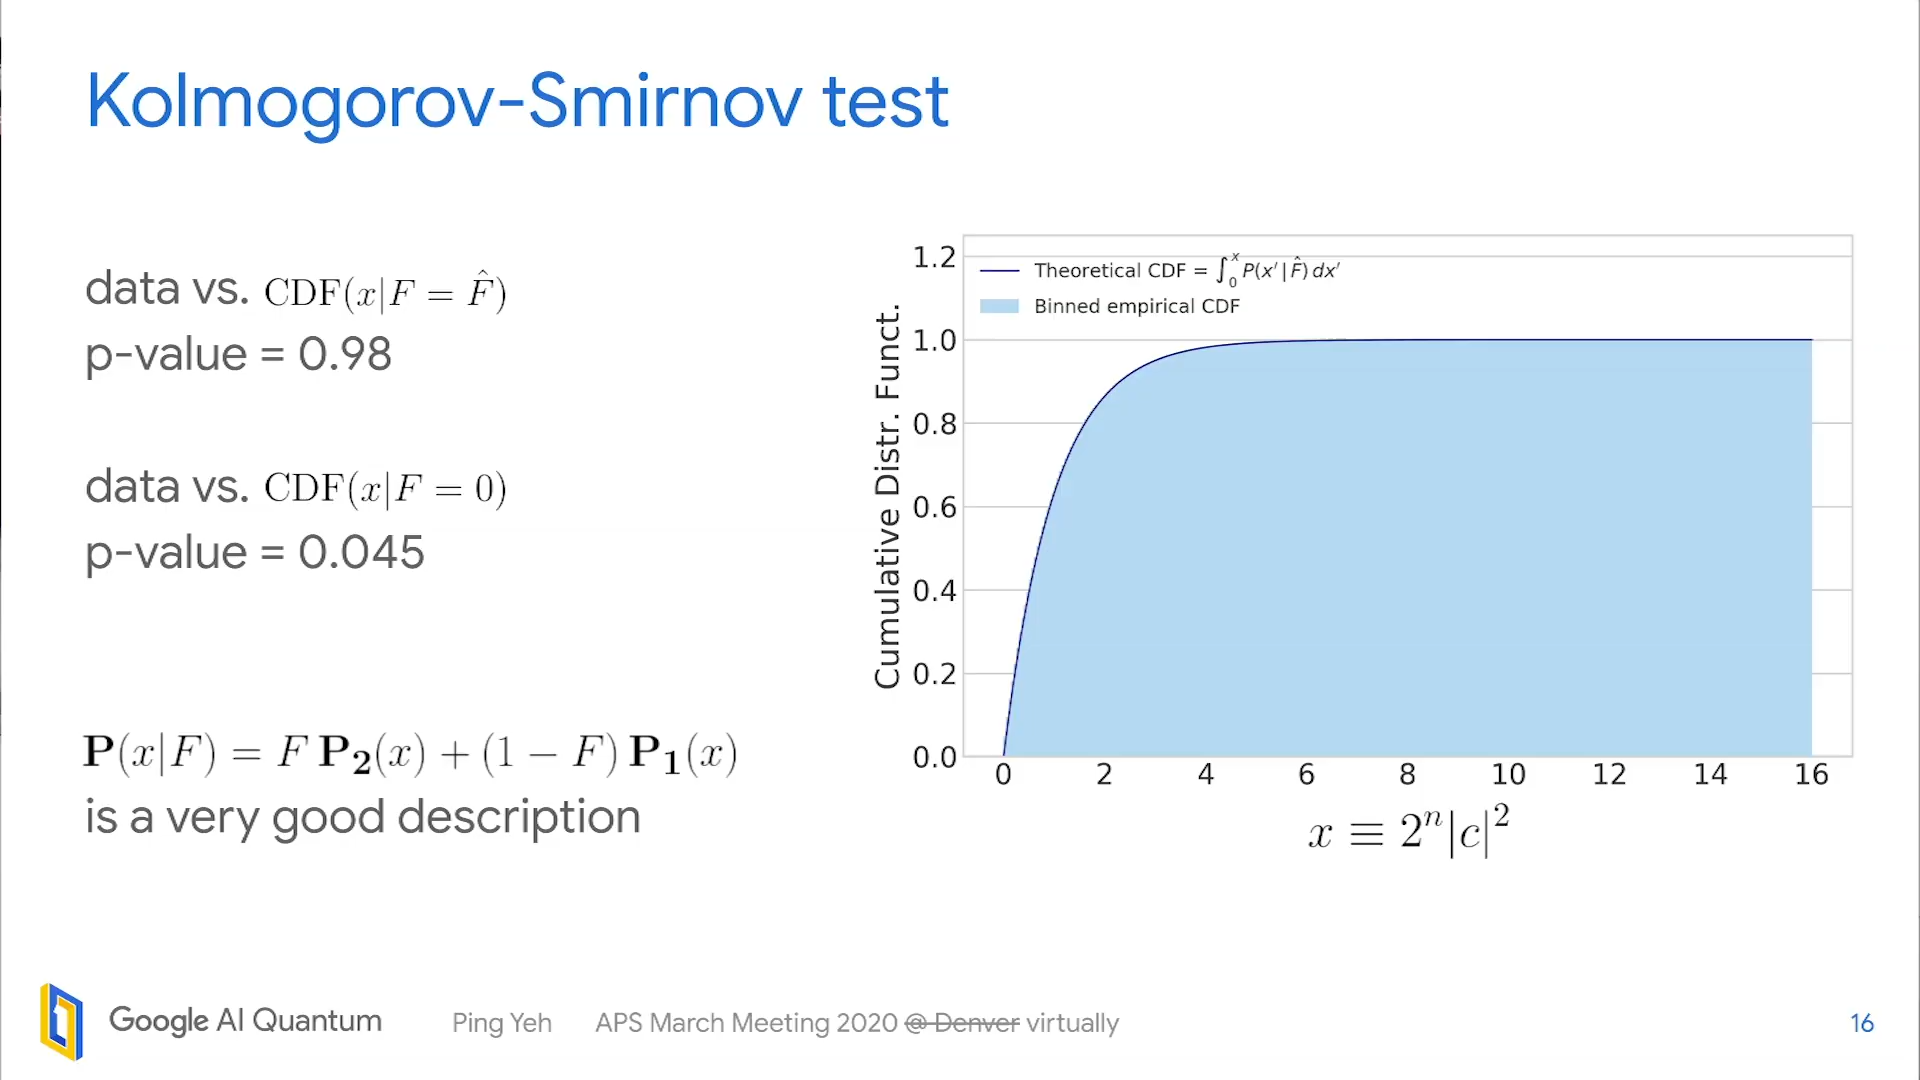 Kolmogorov-Smirnov test
data vs. CDF(x|F = F̂)
p-value = 0.98
data vs. CDF(x|F = 0)
p-value = 0.045
P(x|F) = F P₂(x) + (1 − F) P₁(x)
is a very good description
Cumulative Distr. Funct.
1.2
1.0
0.8
0.6
0.4
0.2
0.0
Theoretical CDF = ∫₀ˣ P(x′|F̂) dx′
Binned empirical CDF
0 2 4 6 8 10 12 14 16
x ≡ 2ⁿ|c|²
Google AI Quantum Ping Yeh APS March Meeting 2020 @ Denver virtually 16